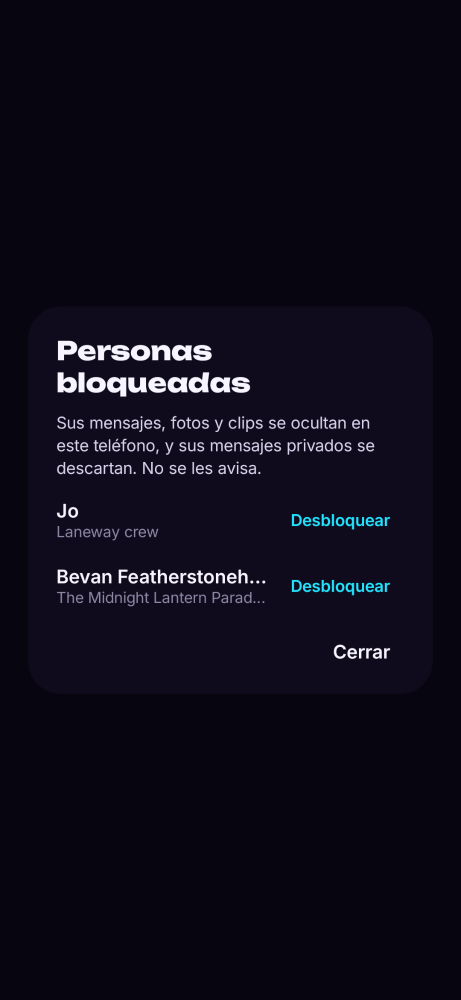 Personas
bloqueadas
Sus mensajes, fotos y clips se ocultan en
este teléfono, y sus mensajes privados se
descartan. No se les avisa.
Jo
Laneway crew
Desbloquear
Bevan Featherstoneh...
The Midnight Lantern Parad...
Desbloquear
Cerrar